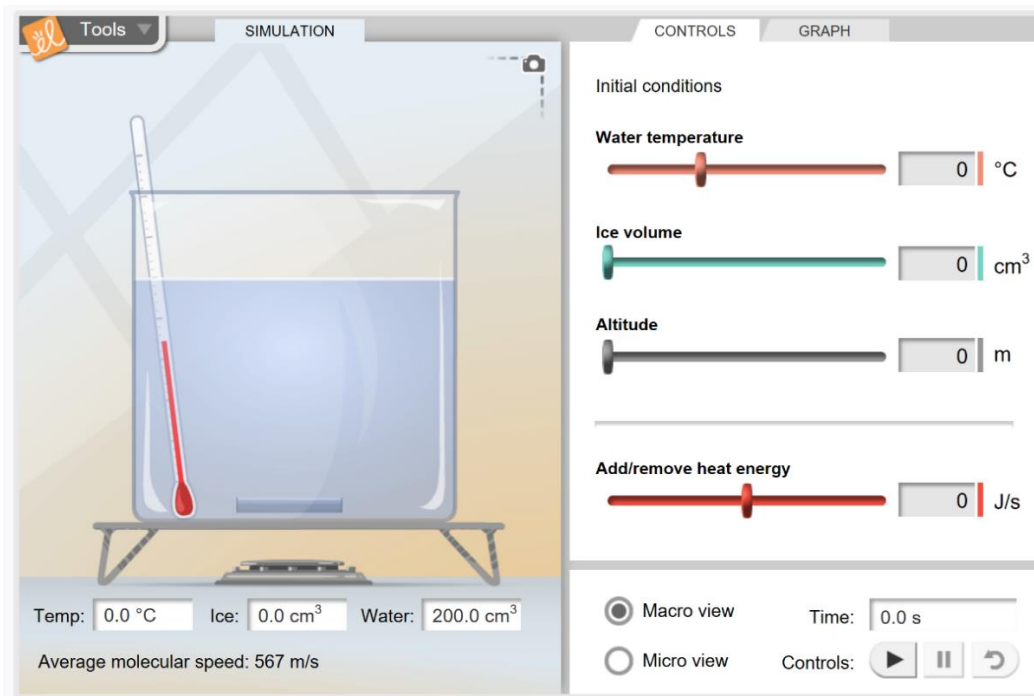 Tools
SIMULATION
CONTROLS
GRAPH
Initial conditions
Water temperature
0 °C
Ice volume
0 cm³
Altitude
0 m
Add/remove heat energy
0 J/s
Temp: 0.0 °C Ice: 0.0 cm³ Water: 200.0 cm³
Average molecular speed: 567 m/s
Macro view
Time: 0.0 s
Micro view
Controls: